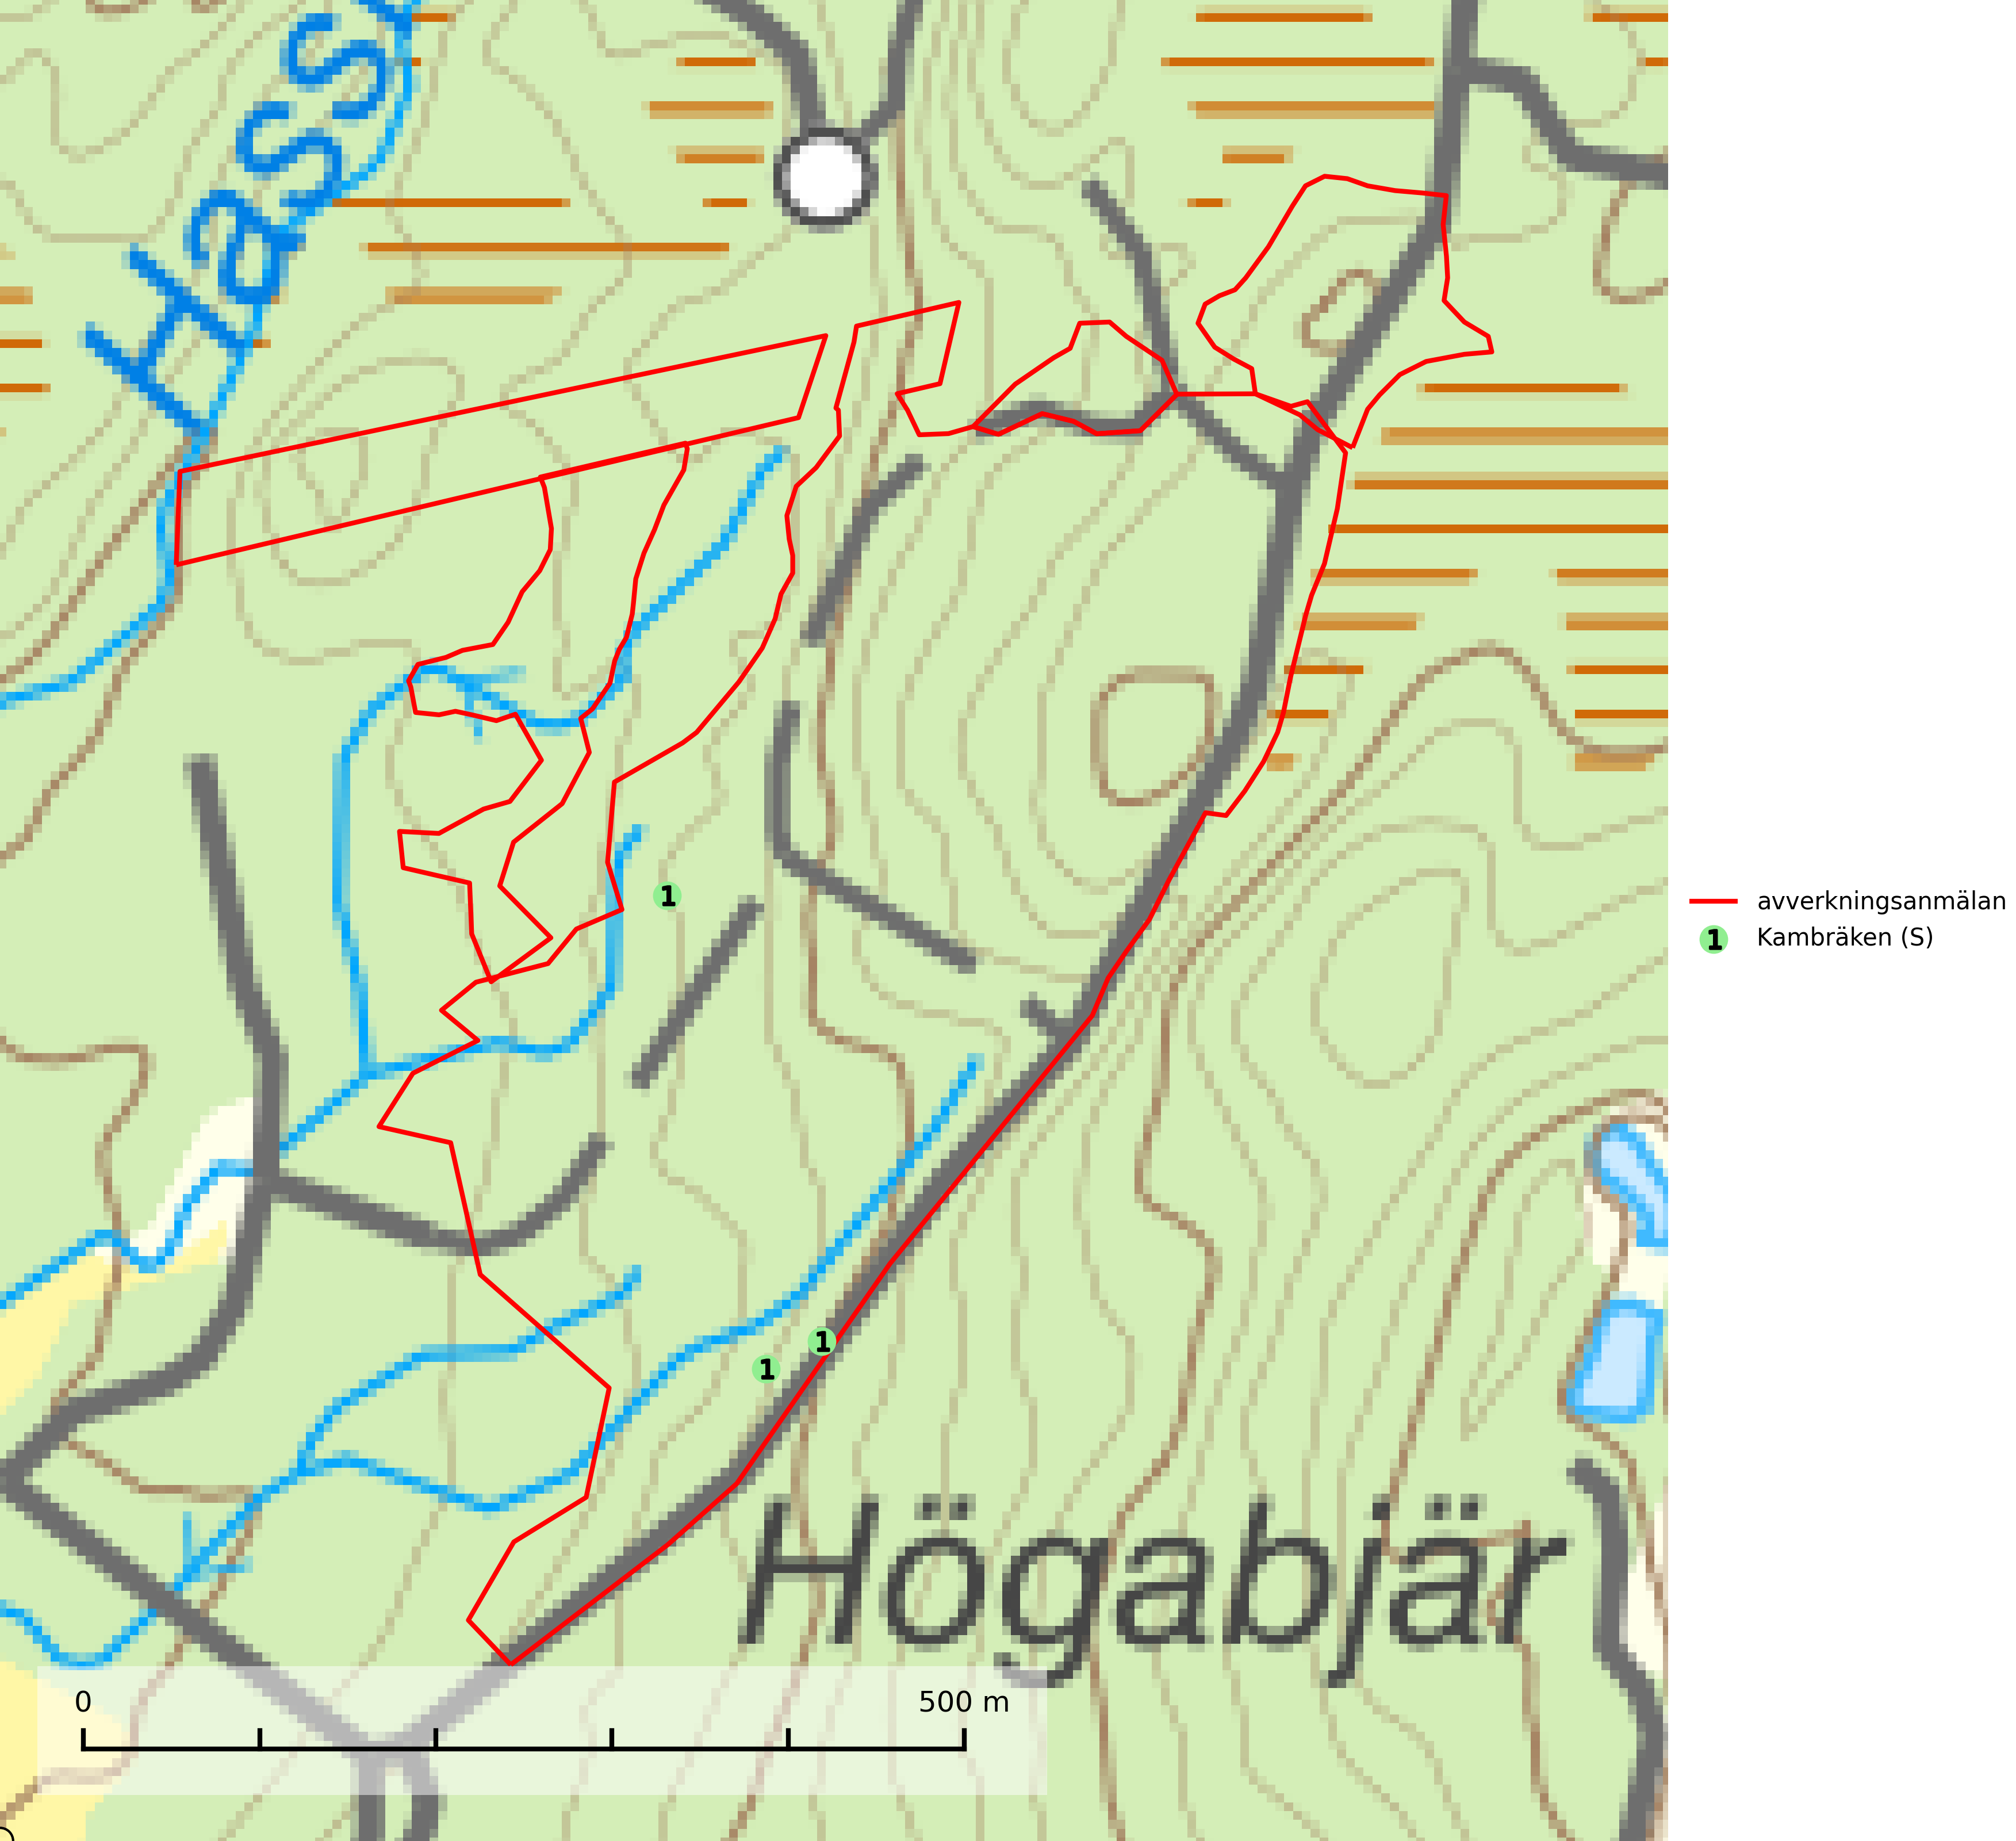 Hass
1
avverkningsanmälan
1 Kambräken (S)
1
1
Högabjär
0 500 m